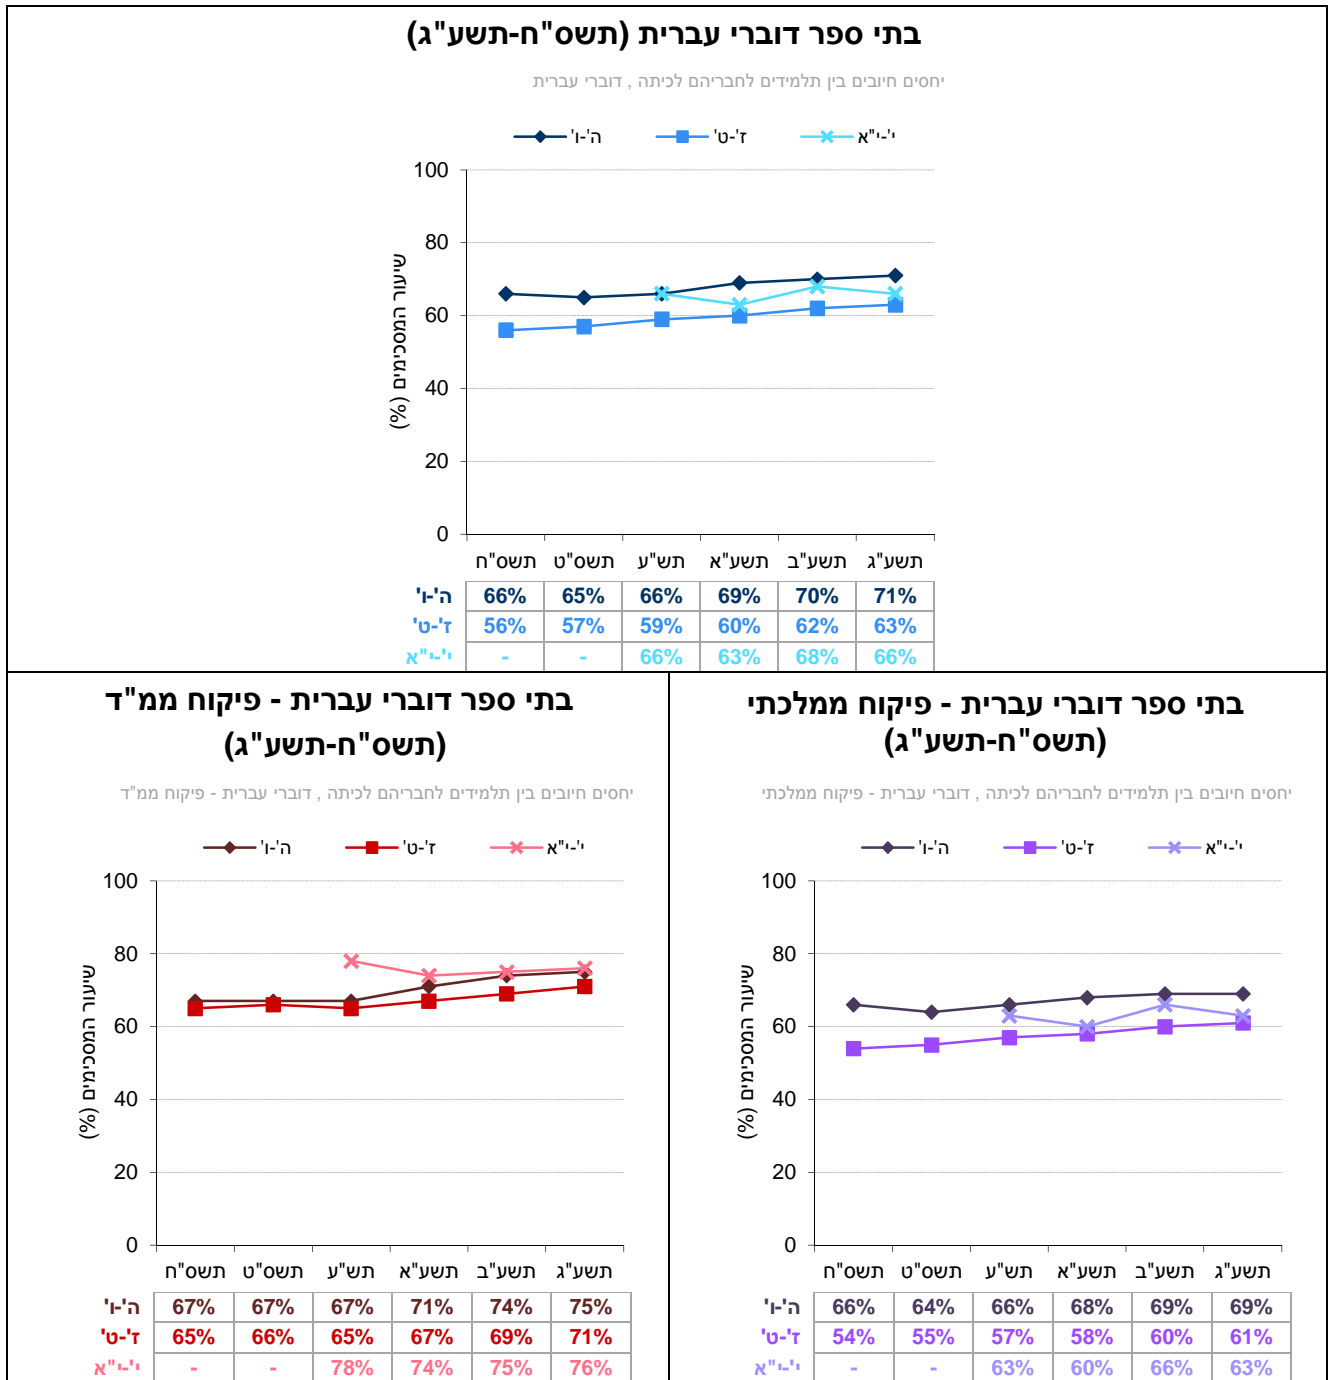 בתי ספר דוברי עברית (תשס"ח-תשע"ג)
יחסים חיובים בין תלמידים לחבריהם לכיתה , דוברי עברית
ה'-ו' ז'-ט' י'-י"א
שיעור המסכימים (%)
100
80
60
40
20
0
תשס"ח תשס"ט תש"ע תשע"א תשע"ב תשע"ג
ה'-ו' 66% 65% 66% 69% 70% 71%
ז'-ט' 56% 57% 59% 60% 62% 63%
י'-י"א - - 66% 63% 68% 66%
בתי ספר דוברי עברית - פיקוח ממלכתי
(תשס"ח-תשע"ג)
יחסים חיובים בין תלמידים לחבריהם לכיתה , דוברי עברית - פיקוח ממלכתי
ה'-ו' ז'-ט' י'-י"א
שיעור המסכימים (%)
100
80
60
40
20
0
תשס"ח תשס"ט תש"ע תשע"א תשע"ב תשע"ג
ה'-ו' 66% 64% 66% 68% 69% 69%
ז'-ט' 54% 55% 57% 58% 60% 61%
י'-י"א - - 63% 60% 66% 63%
בתי ספר דוברי עברית - פיקוח ממ"ד
(תשס"ח-תשע"ג)
יחסים חיובים בין תלמידים לחבריהם לכיתה , דוברי עברית - פיקוח ממ"ד
ה'-ו' ז'-ט' י'-י"א
שיעור המסכימים (%)
100
80
60
40
20
0
תשס"ח תשס"ט תש"ע תשע"א תשע"ב תשע"ג
ה'-ו' 67% 67% 67% 71% 74% 75%
ז'-ט' 65% 66% 65% 67% 69% 71%
י'-י"א - - 78% 74% 75% 76%